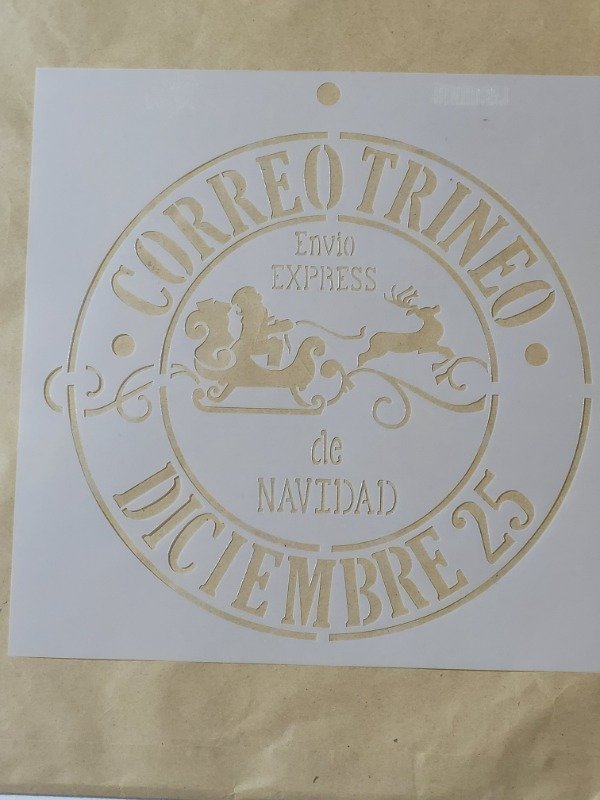 CORREO TRINEO
Envio
EXPRESS
de
NAVIDAD
DICIEMBRE 25